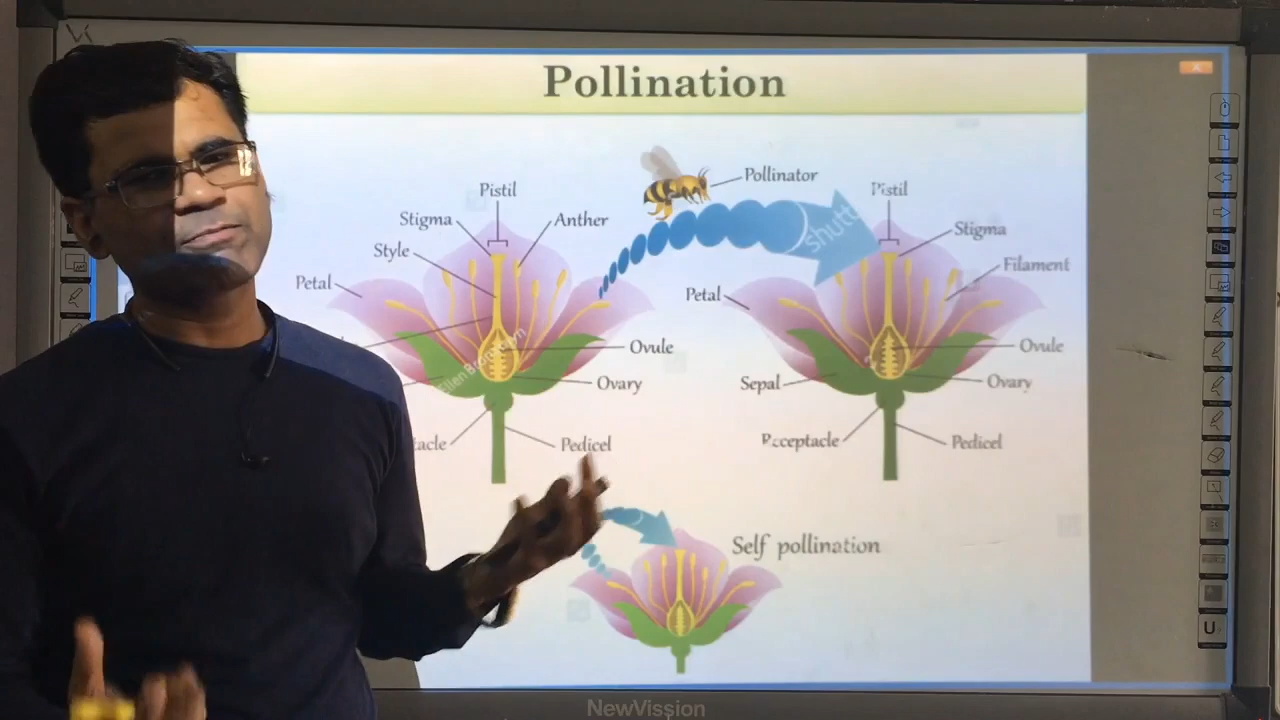 Pollination
Pollinator
Pistil
Stigma
Anther
Style
Petal
Ovule
Ovary
Pedicel
shutt
Pistil
Stigma
Filament
Petal
Ovule
Sepal
Ovary
Receptacle
Pedicel
Self pollination
NewVission